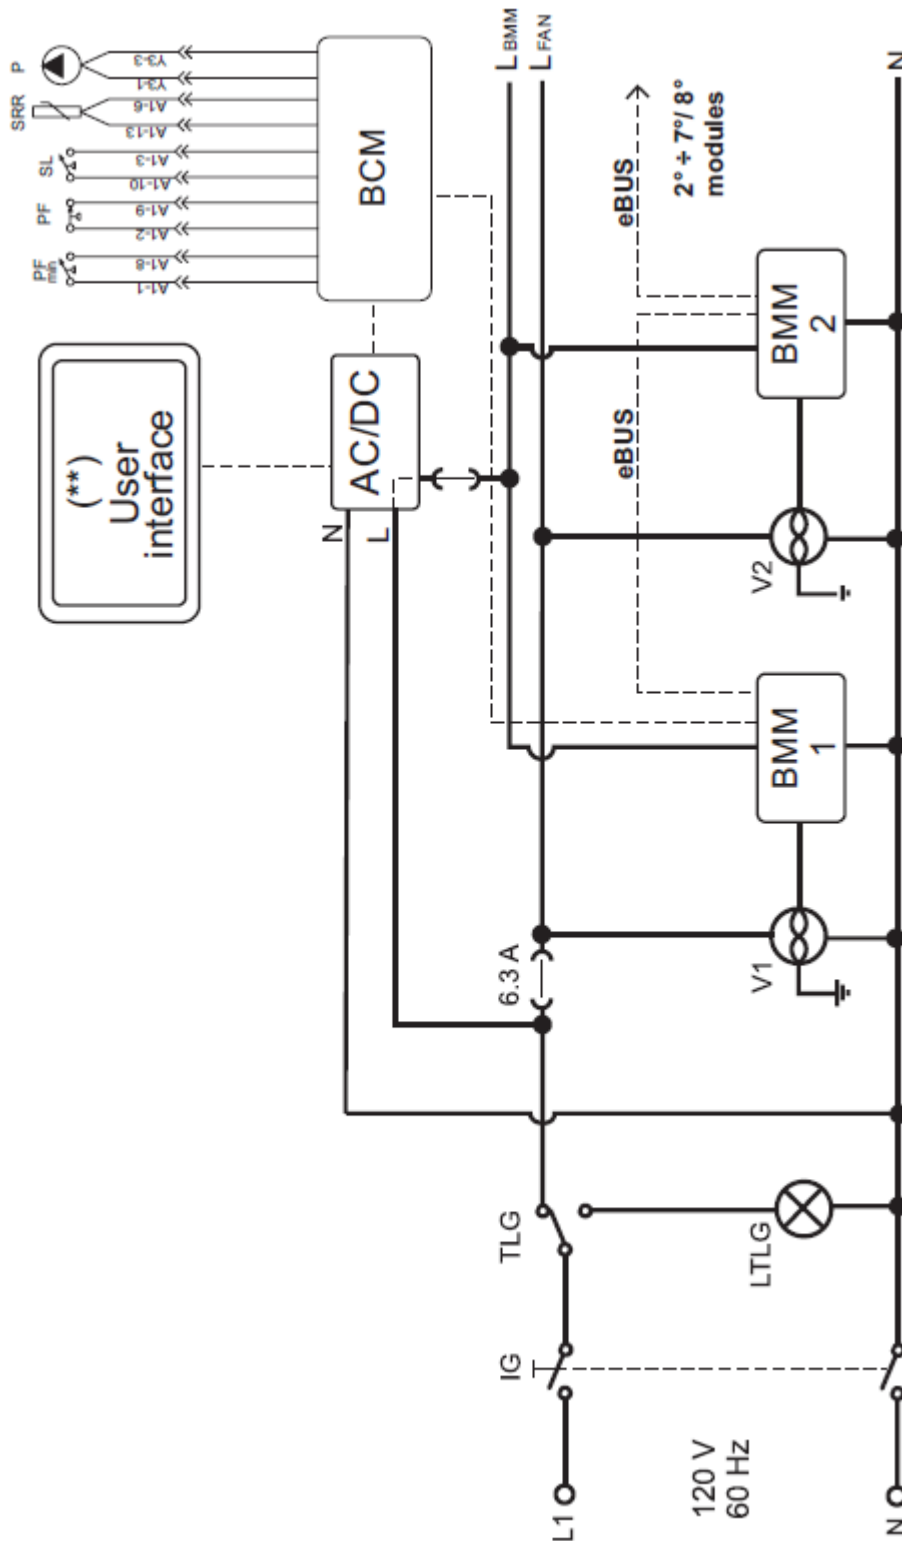 P
SRR
SL
PF
PF min
Y3-3
Y3-1
A1-6
A1-13
A1-3
A1-10
A1-9
A1-2
A1-8
A1-1
BCM
(**)
User
interface
AC/DC
N
L
L BMM
L FAN
N
eBUS
2° ÷ 7°/ 8°
modules
eBUS
BMM
2
V2
BMM
1
V1
6.3 A
TLG
LTLG
IG
120 V
60 Hz
L1
N